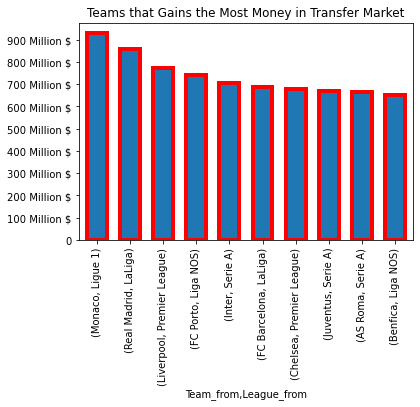 Teams that Gains the Most Money in Transfer Market
900 Million $
800 Million $
700 Million $
600 Million $
500 Million $
400 Million $
300 Million $
200 Million $
100 Million $
0
(Monaco, Ligue 1)
(Real Madrid, LaLiga)
(Liverpool, Premier League)
(FC Porto, Liga NOS)
(Inter, Serie A)
(FC Barcelona, LaLiga)
(Chelsea, Premier League)
(Juventus, Serie A)
(AS Roma, Serie A)
(Benfica, Liga NOS)
Team_from,League_from